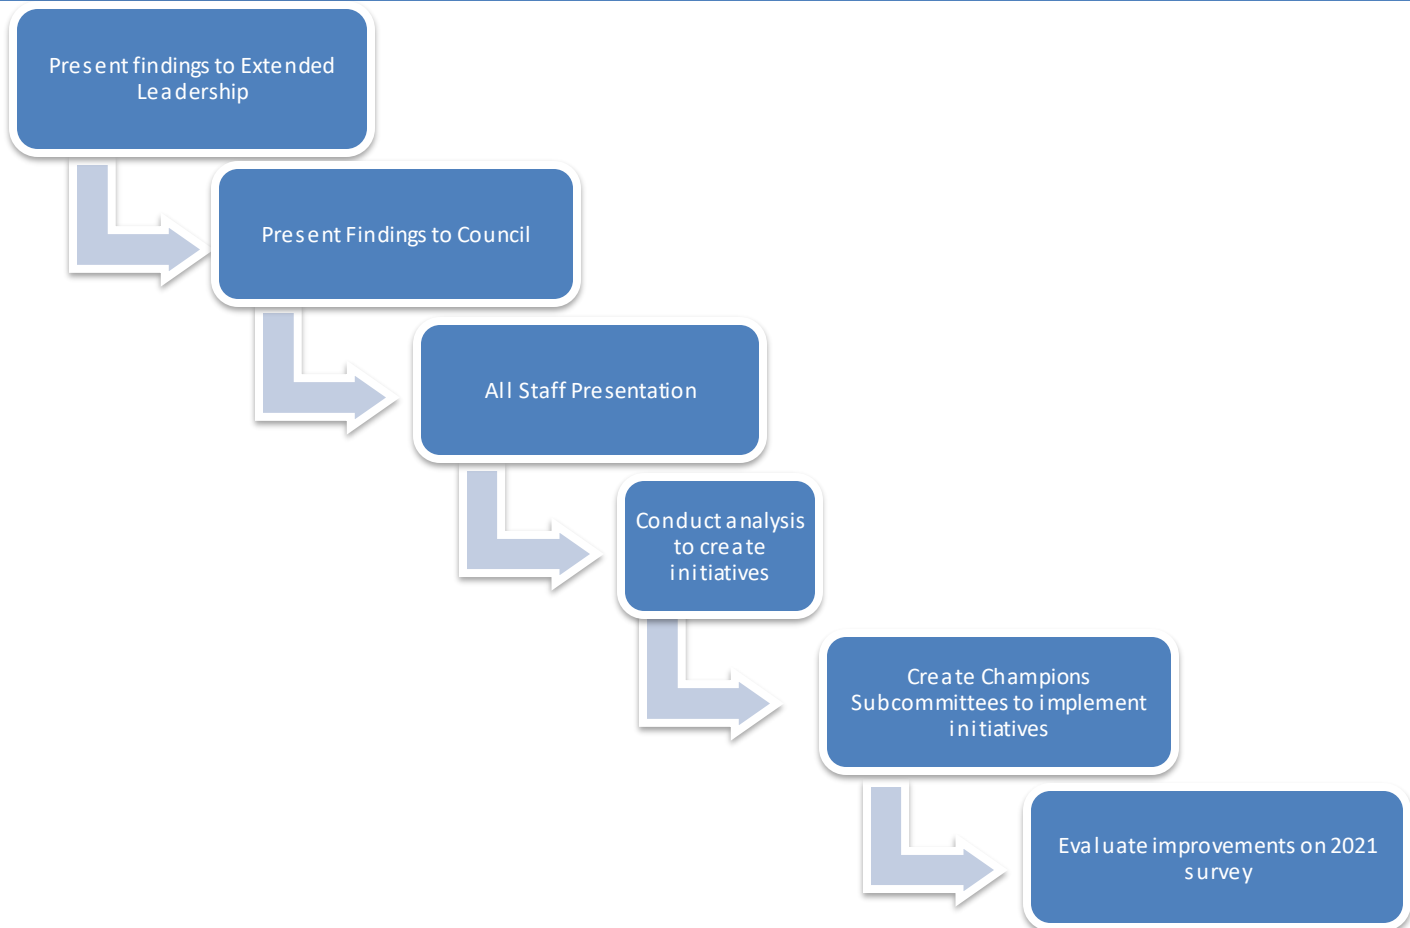 Present findings to Extended
Leadership
Present Findings to Council
All Staff Presentation
Conduct analysis
to create
initiatives
Create Champions
Subcommittees to implement
initiatives
Evaluate improvements on 2021
survey